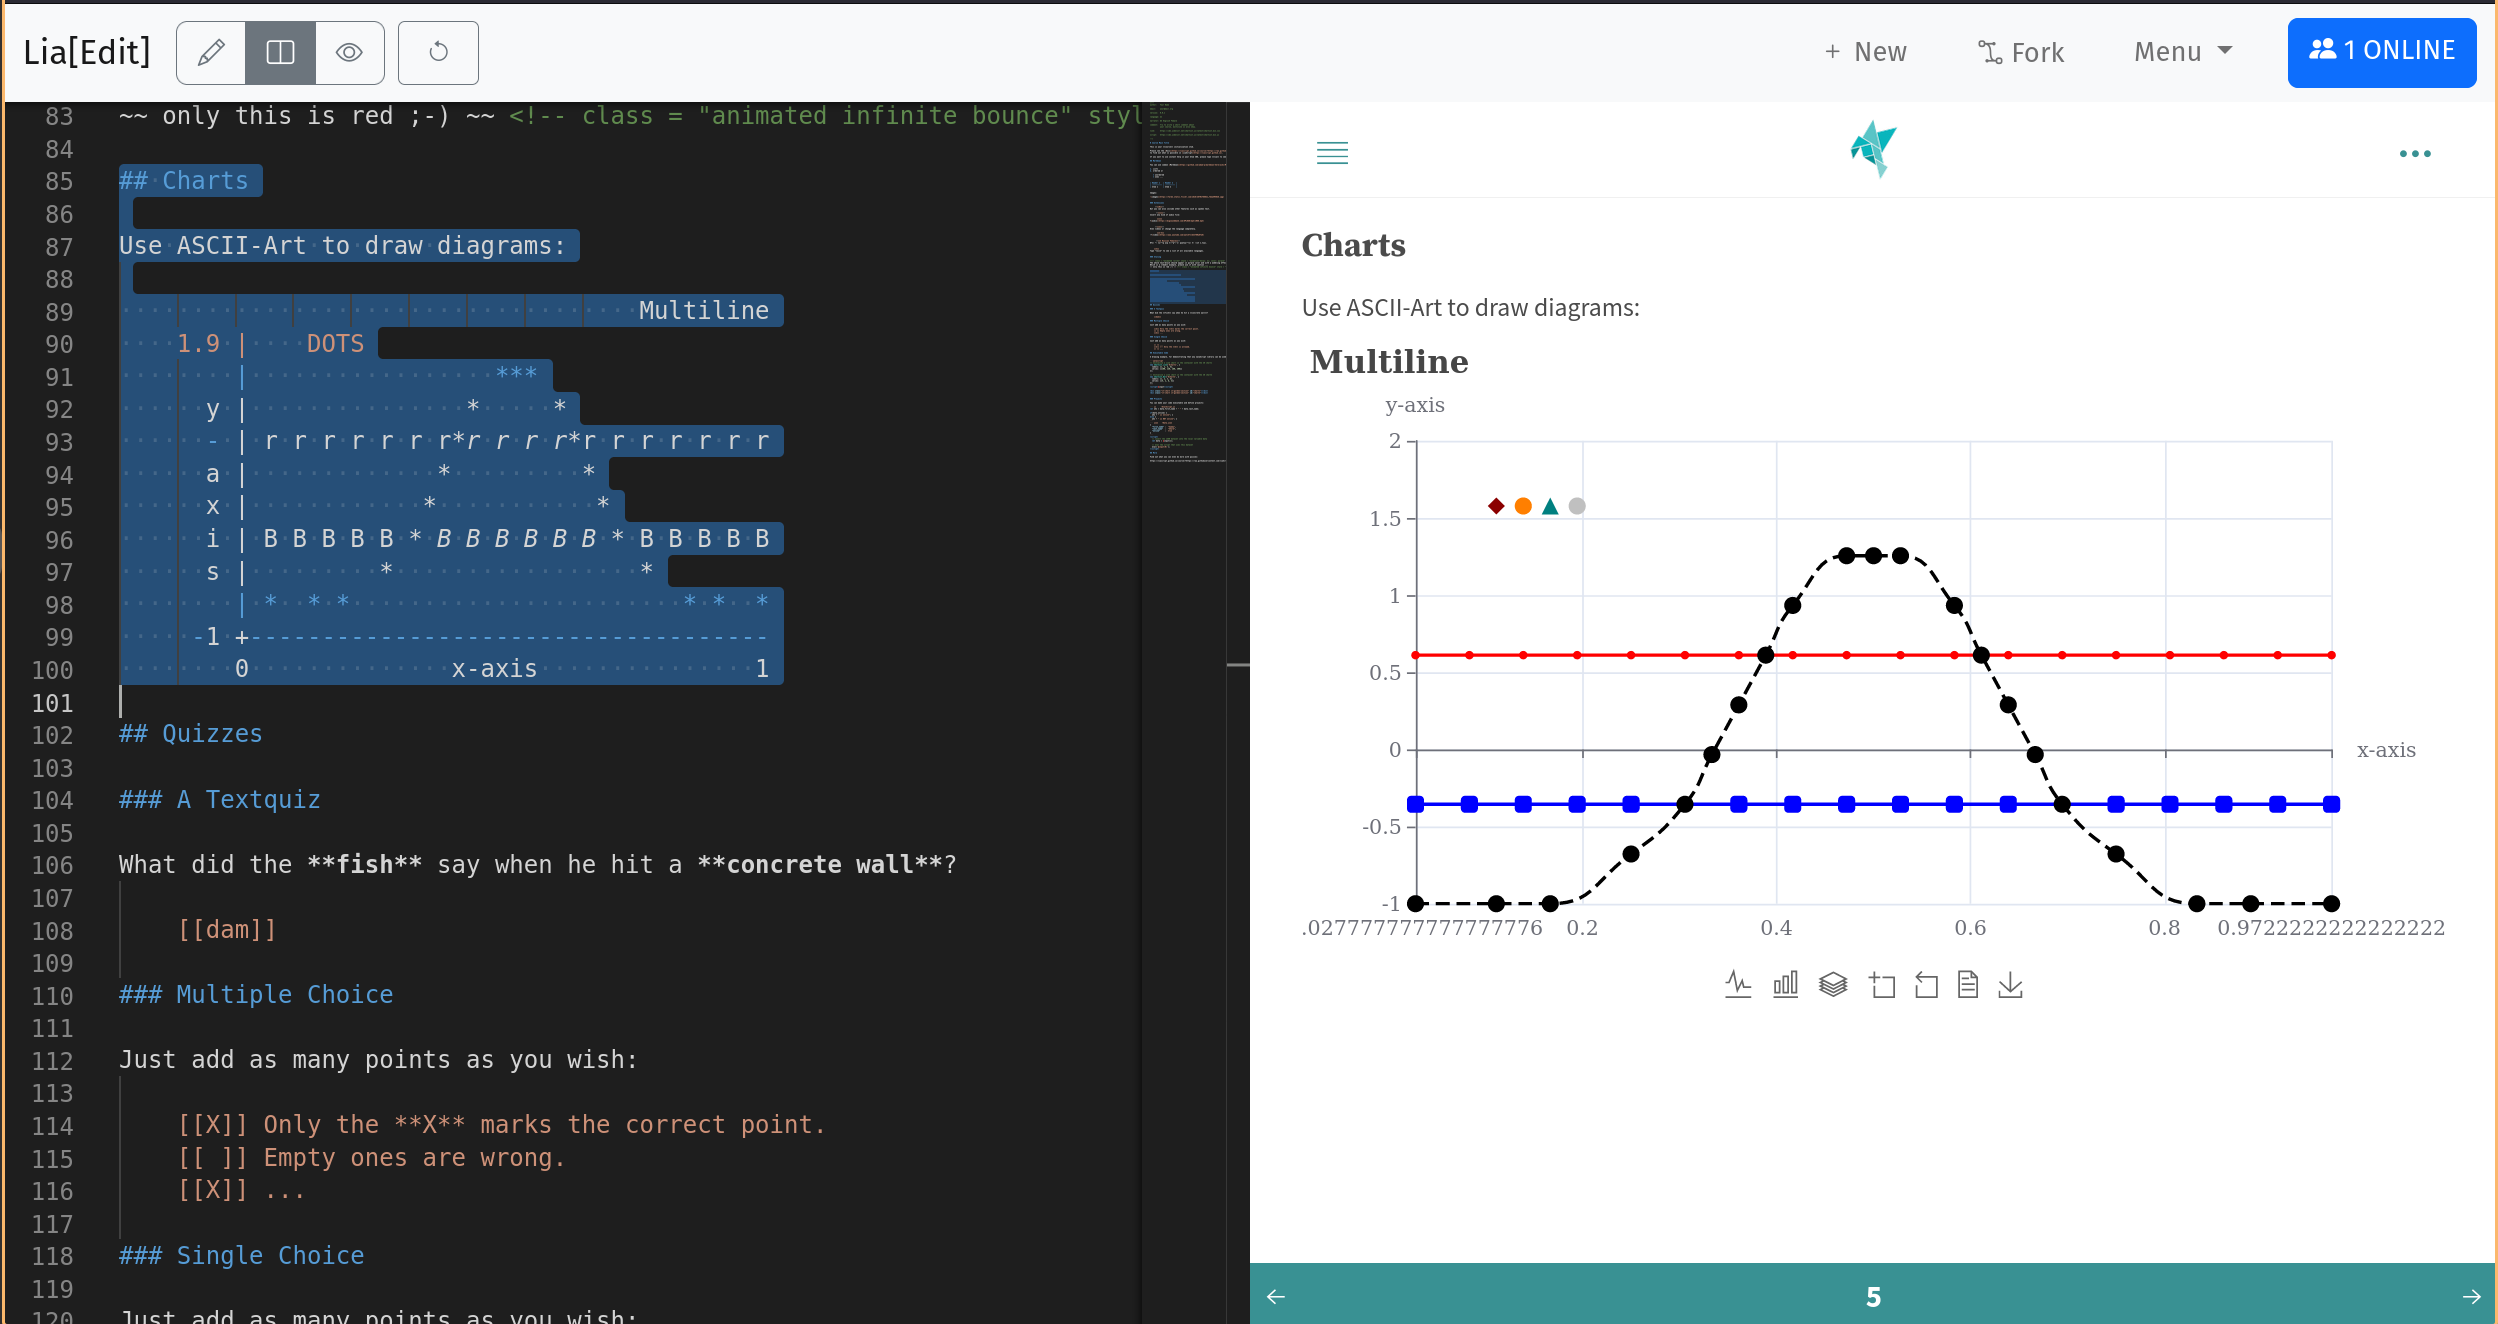 Lia[Edit]
+ New
Fork
Menu
1 ONLINE
83 ~~ only this is red ;-) ~~ <!-- class = "animated infinite bounce" styl
84
85 ## Charts
86
87 Use ASCII-Art to draw diagrams:
88
89                                     Multiline
90     1.9 |    DOTS
91         |                 ***
92       y |               *     *
93       - | r r r r r r r*r r r r*r r r r r r r
94       a |             *         *
95       x |            *           *
96       i | B B B B B * B B B B B B * B B B B B
97       s |         *                 *
98         | *  * *                       * *  *
99      -1 +------------------------------------
100         0              x-axis               1
101
102 ## Quizzes
103
104 ### A Textquiz
105
106 What did the **fish** say when he hit a **concrete wall**?
107
108     [[dam]]
109
110 ### Multiple Choice
111
112 Just add as many points as you wish:
113
114     [[X]] Only the **X** marks the correct point.
115     [[ ]] Empty ones are wrong.
116     [[X]] ...
117
118 ### Single Choice
119
120 Just add as many points as you wish:
Charts
Use ASCII-Art to draw diagrams:
Multiline
y-axis
2
1.5
1
0.5
0
x-axis
-0.5
-1
.027777777777777776 0.2 0.4 0.6 0.8 0.9722222222222222
5